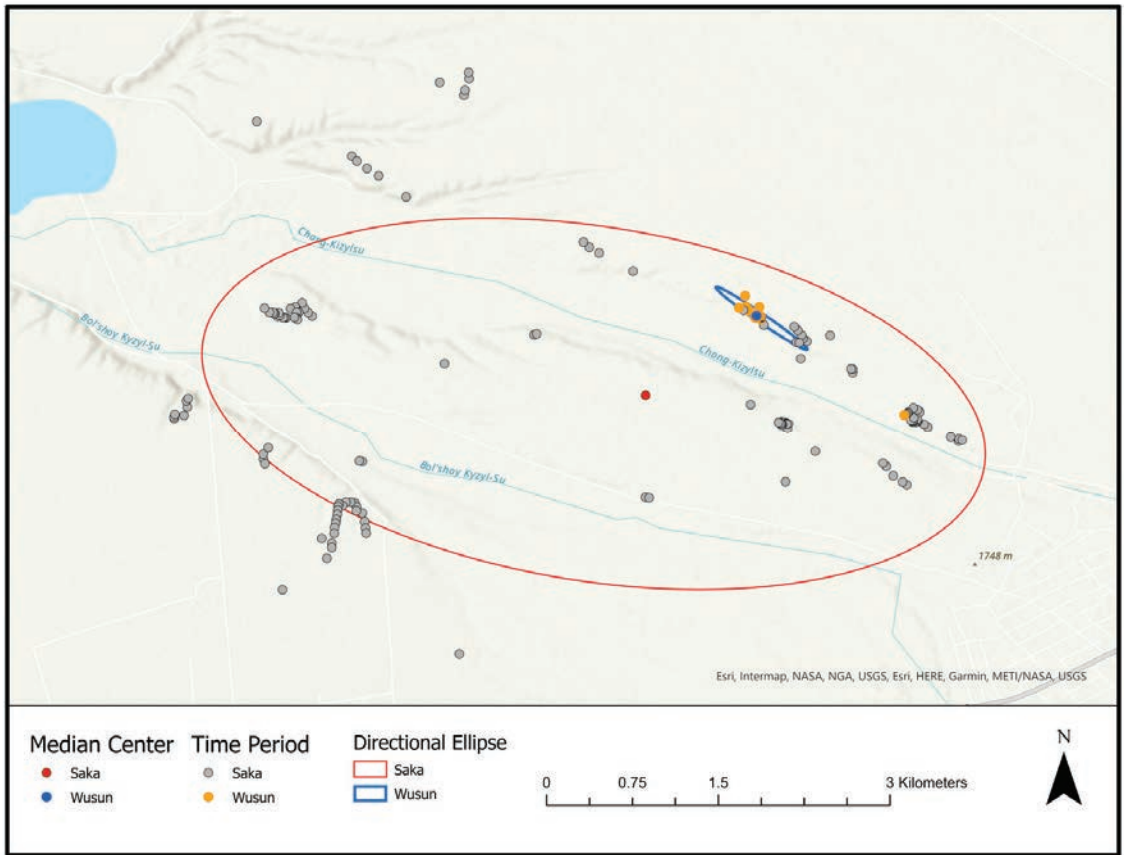 Chong-Kizylsu
Bol'shoy Kyzyl-Su
Chong-Kizylsu
Bol'shoy Kyzyl-Su
1748 m
Esri, Intermap, NASA, NGA, USGS, Esri, HERE, Garmin, METI/NASA, USGS
Median Center
Saka
Wusun
Time Period
Saka
Wusun
Directional Ellipse
Saka
Wusun
0 0.75 1.5 3 Kilometers
N